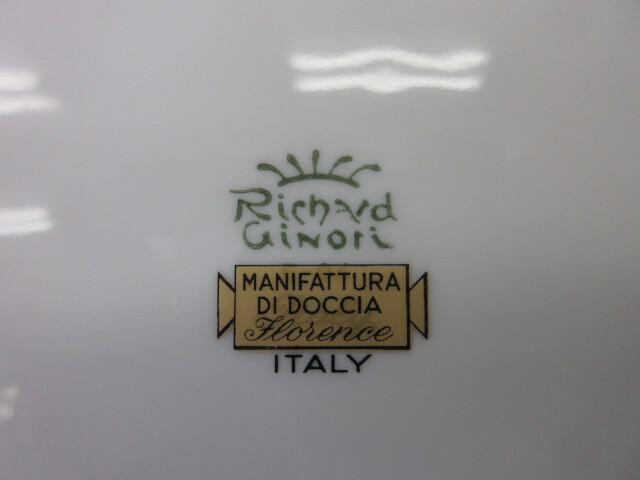 Richard
Ginori
MANIFATTURA
DI DOCCIA
Florence
ITALY